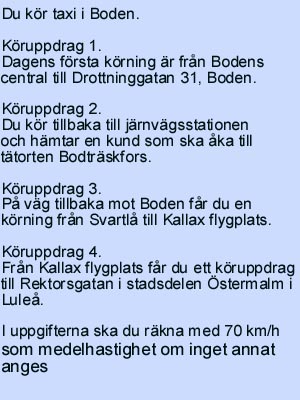 Du kör taxi i Boden.
Köruppdrag 1.
Dagens första körning är från Bodens
central till Drottninggatan 31, Boden.
Köruppdrag 2.
Du kör tillbaka till järnvägsstationen
och hämtar en kund som ska åka till
tätorten Bodträskfors.
Köruppdrag 3.
På väg tillbaka mot Boden får du en
körning från Svartlå till Kallax flygplats.
Köruppdrag 4.
Från Kallax flygplats får du ett köruppdrag
till Rektorsgatan i stadsdelen Östermalm i
Luleå.
I uppgifterna ska du räkna med 70 km/h
som medelhastighet om inget annat
anges